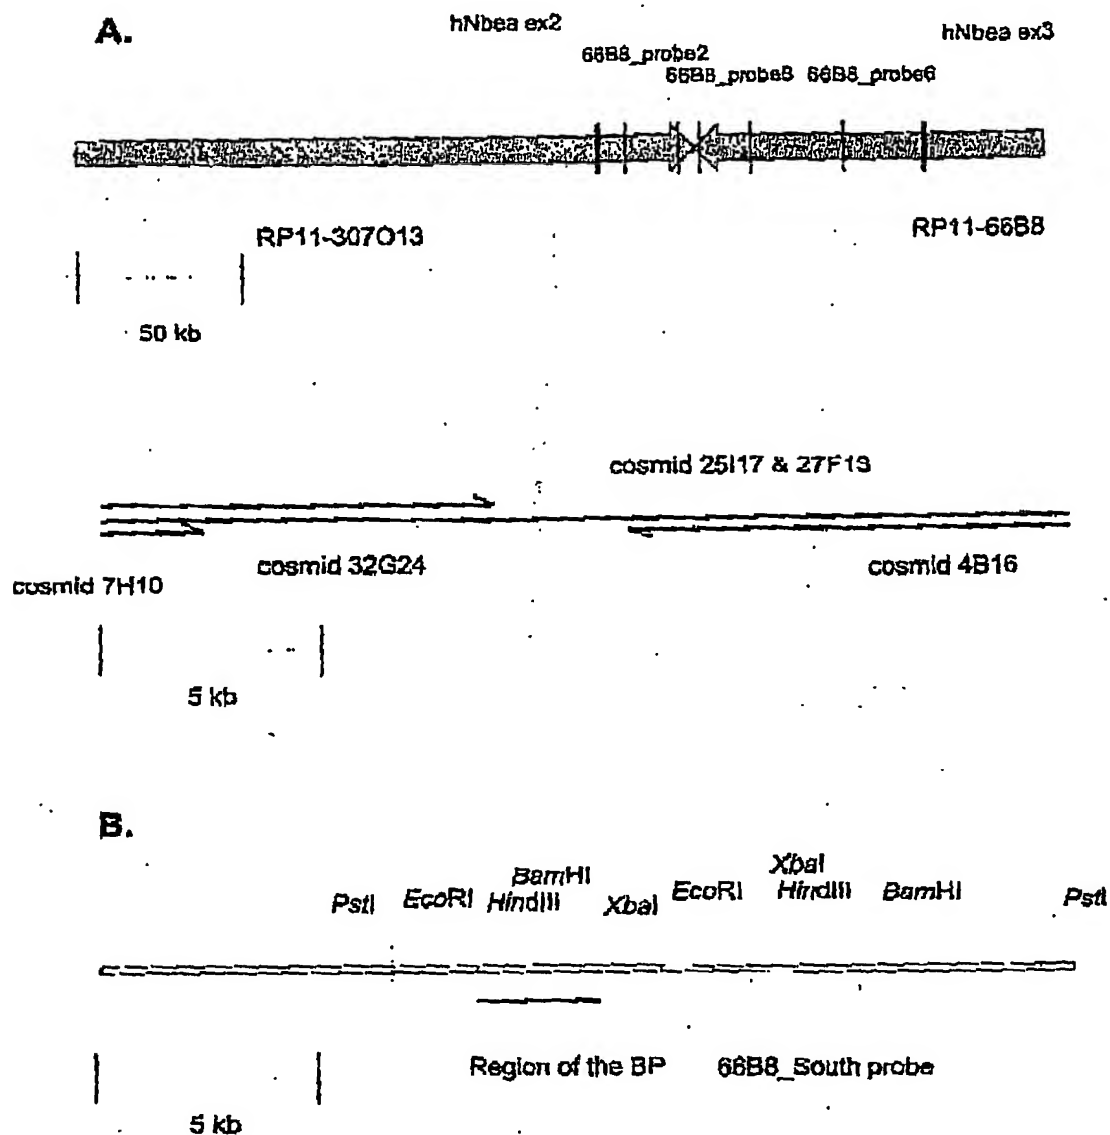 A.
hNbea ex2
hNbea ex3
66B8_probe2
66B8_probe8 66B8_probe6
RP11-307O13
RP11-66B8
50 kb
cosmid 25I17 & 27F13
cosmid 32G24
cosmid 4B16
cosmid 7H10
5 kb
B.
PstI
EcoRI
BamHI
HindIII
XbaI
EcoRI
XbaI
HindIII
BamHI
PstI
Region of the BP
66B8_South probe
5 kb